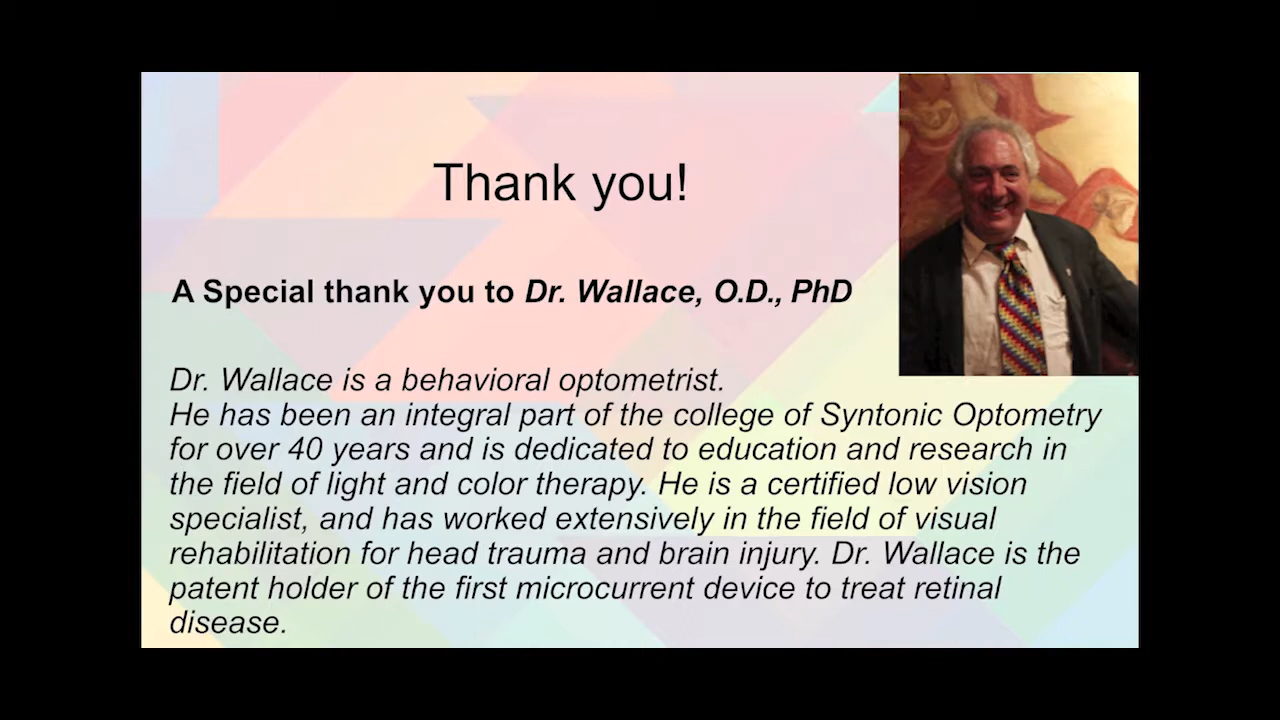 Thank you!
A Special thank you to Dr. Wallace, O.D., PhD
Dr. Wallace is a behavioral optometrist.
He has been an integral part of the college of Syntonic Optometry
for over 40 years and is dedicated to education and research in
the field of light and color therapy. He is a certified low vision
specialist, and has worked extensively in the field of visual
rehabilitation for head trauma and brain injury. Dr. Wallace is the
patent holder of the first microcurrent device to treat retinal
disease.